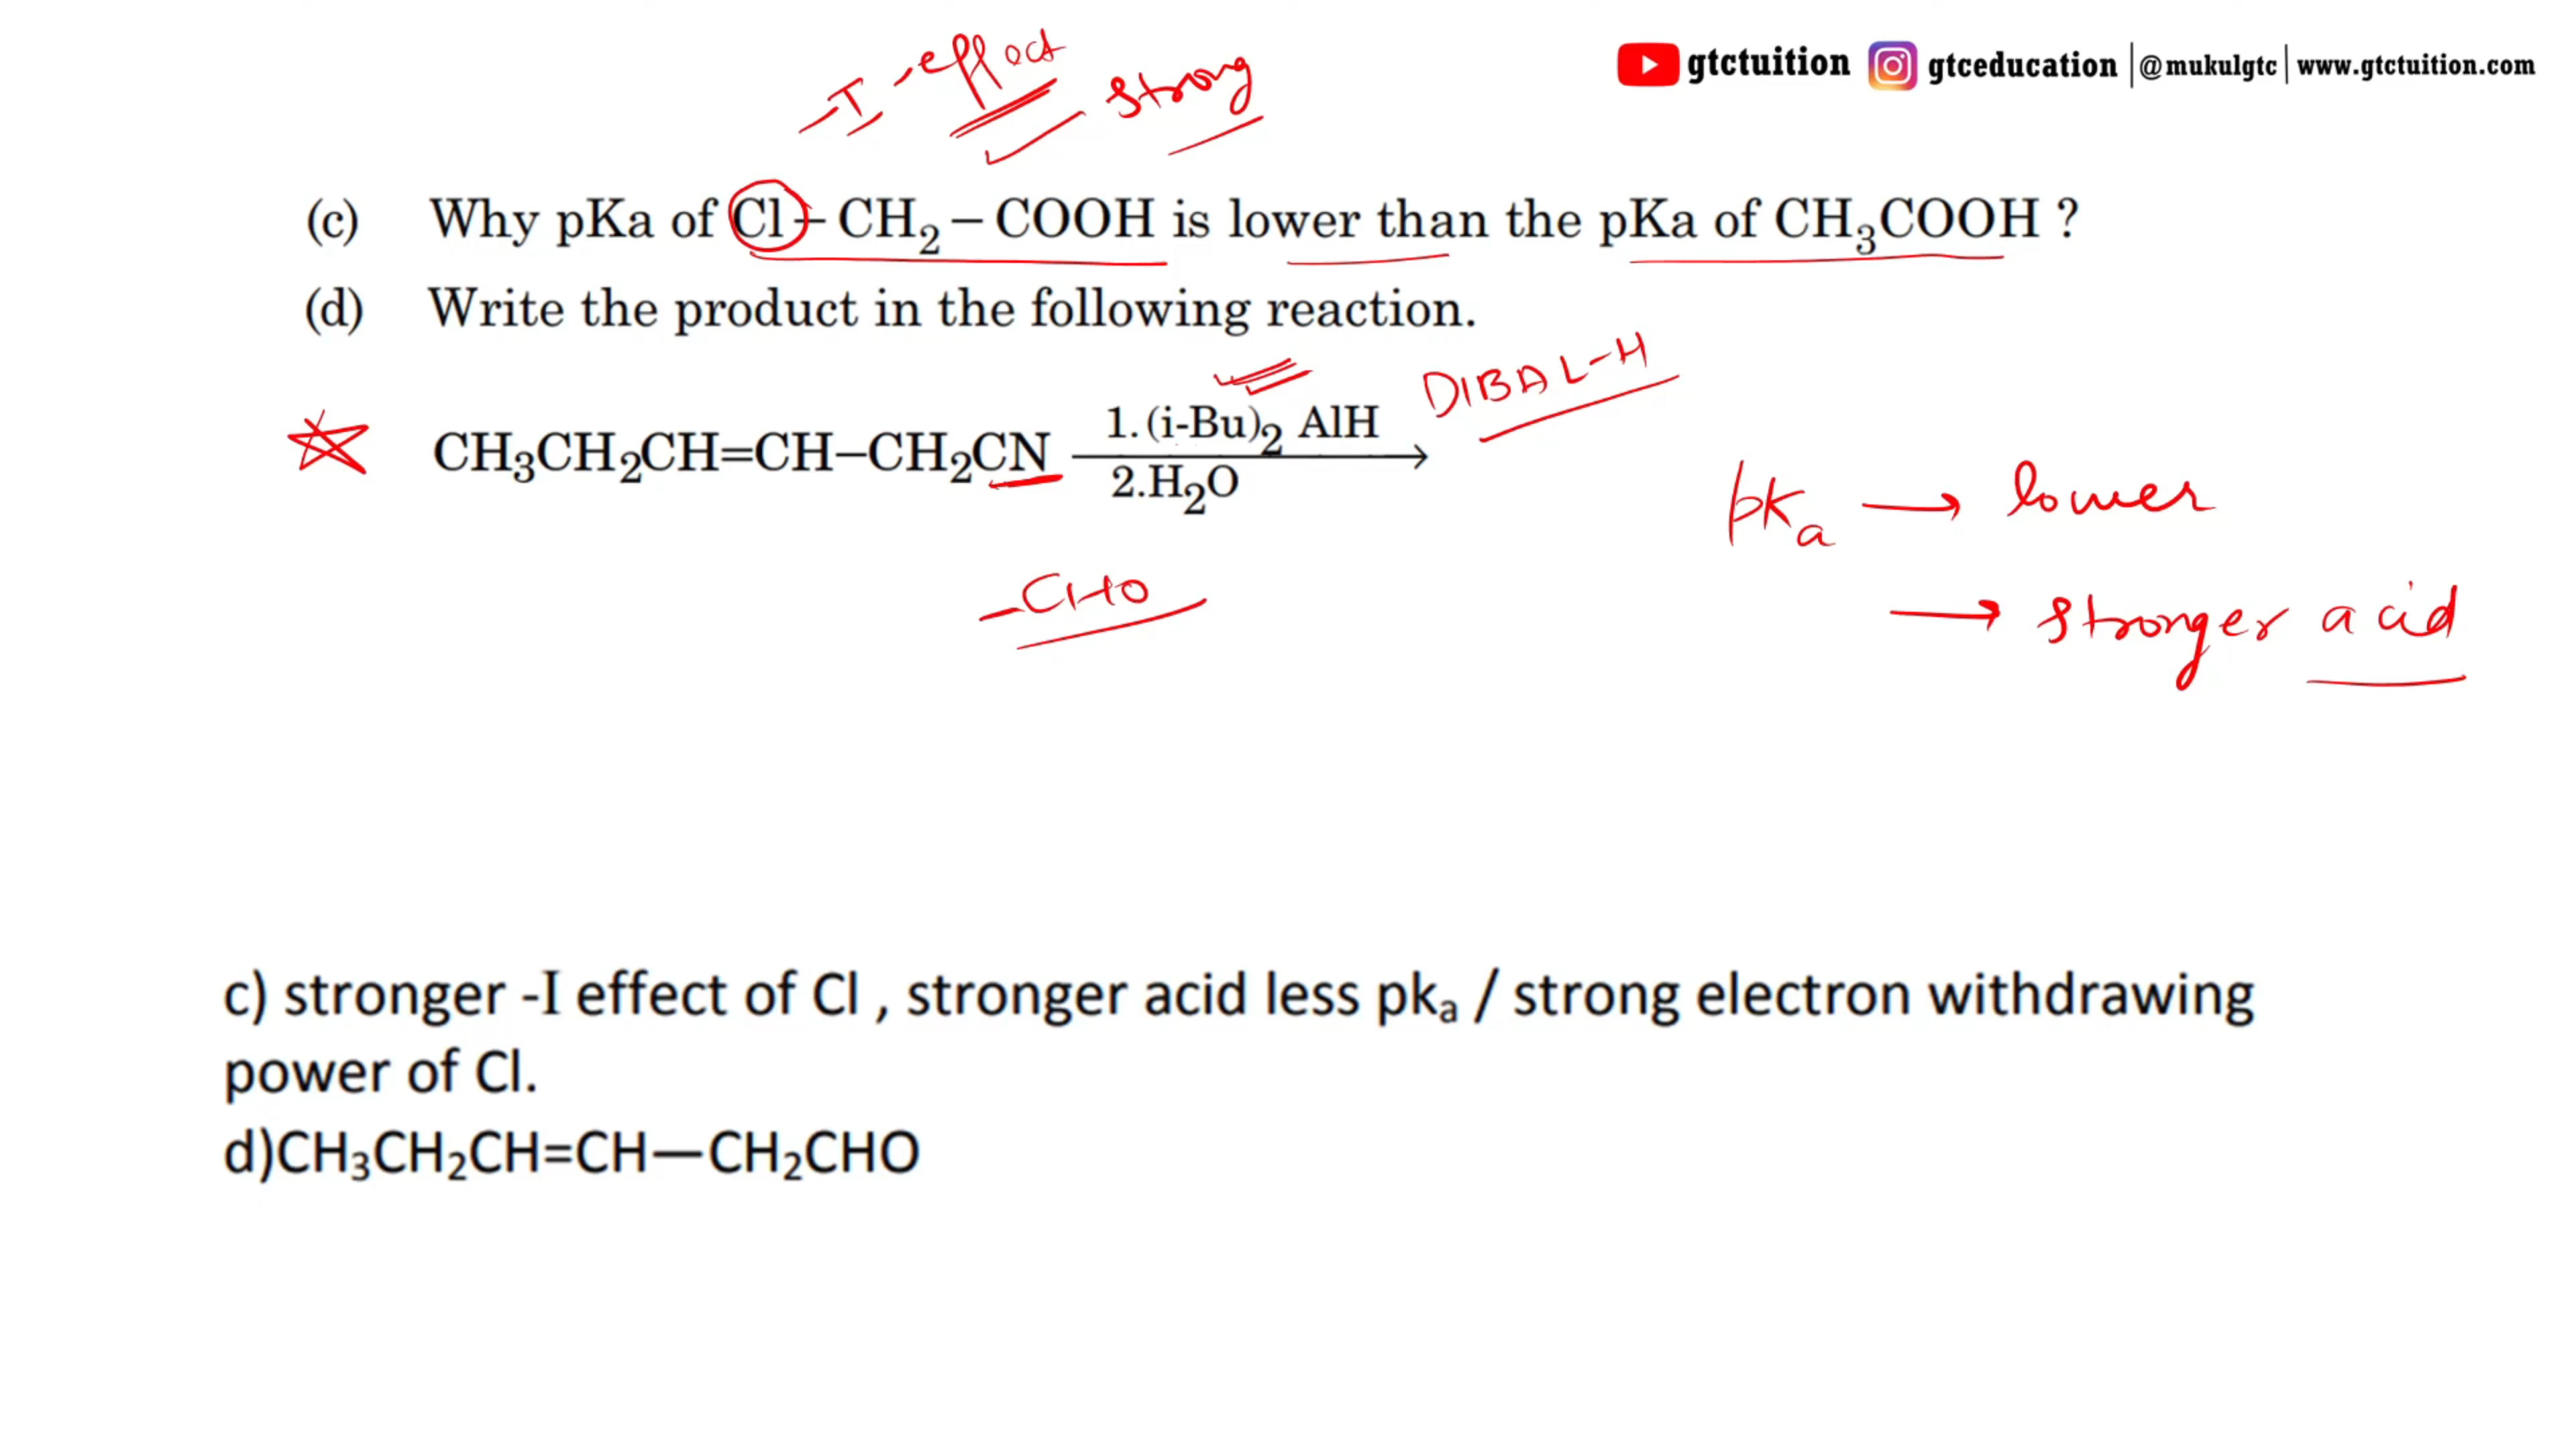 gtctuition gtceducation | @mukulgtc | www.gtctuition.com
-I -effect strong
(c) Why pKa of Cl – CH₂ – COOH is lower than the pKa of CH₃COOH ?
(d) Write the product in the following reaction.
DIBAL-H
1. (i-Bu)₂ AlH
CH₃CH₂CH=CH–CH₂CN
2.H₂O
pka → lower
-CHO
→ stronger acid
c) stronger -I effect of Cl , stronger acid less pkₐ / strong electron withdrawing
power of Cl.
d)CH₃CH₂CH=CH—CH₂CHO